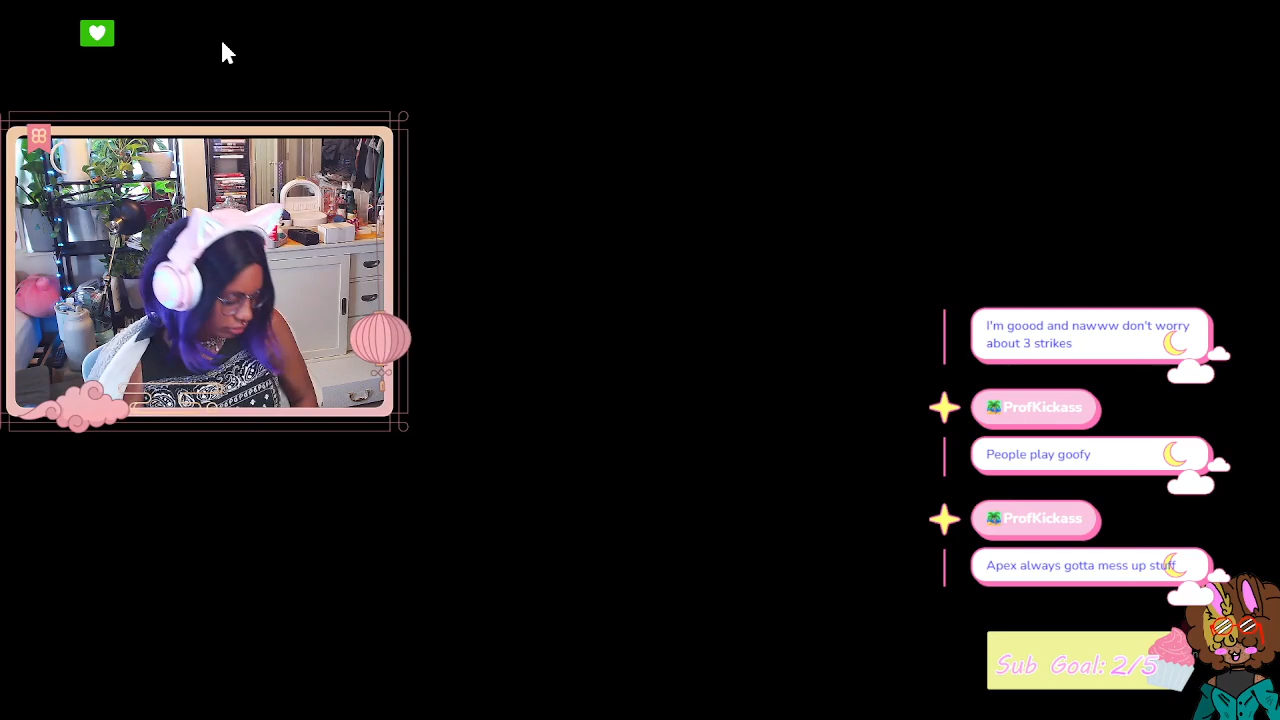 I'm goood and nawww don't worry
about 3 strikes
ProfKickass
People play goofy
ProfKickass
Apex always gotta mess up stuff
Sub Goal: 2/5